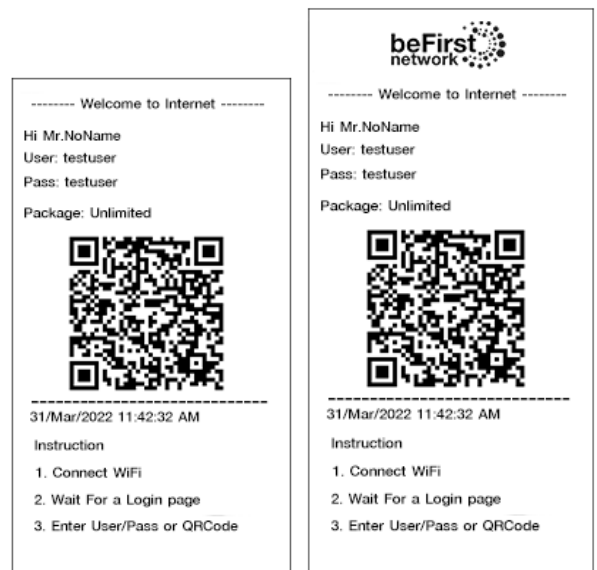 -------- Welcome to Internet --------
Hi Mr.NoName
User: testuser
Pass: testuser
Package: Unlimited
------------------------------
31/Mar/2022 11:42:32 AM
Instruction
1. Connect WiFi
2. Wait For a Login page
3. Enter User/Pass or QRCode
beFirst
network
-------- Welcome to Internet --------
Hi Mr.NoName
User: testuser
Pass: testuser
Package: Unlimited
------------------------------
31/Mar/2022 11:42:32 AM
Instruction
1. Connect WiFi
2. Wait For a Login page
3. Enter User/Pass or QRCode